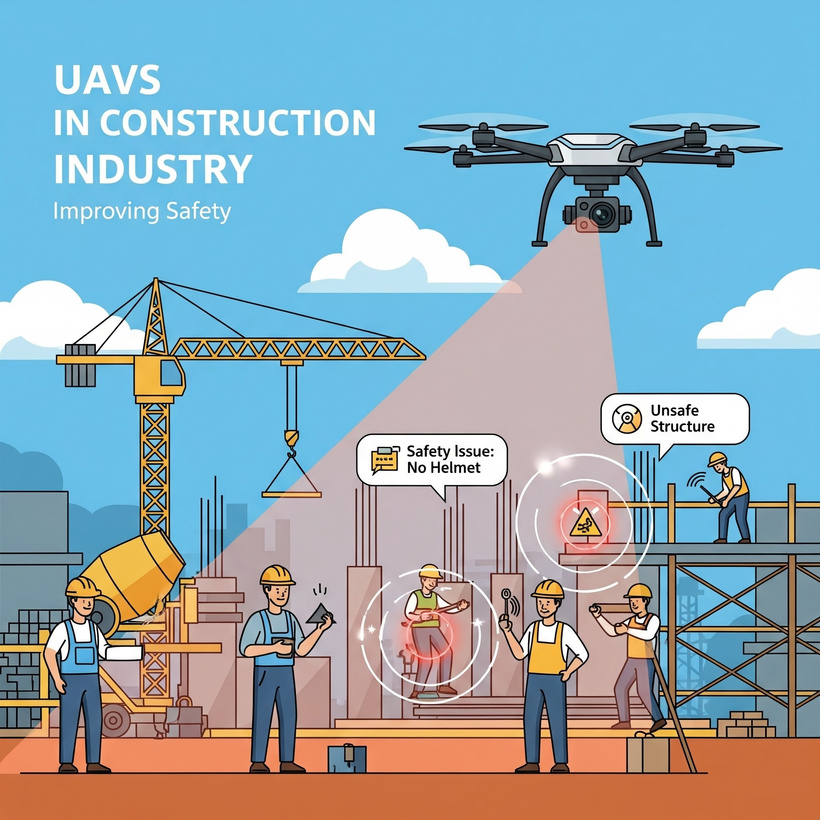 UAVS
IN CONSTRUCTION
INDUSTRY
Improving Safety
Unsafe
Structure
Safety Issue:
No Helmet